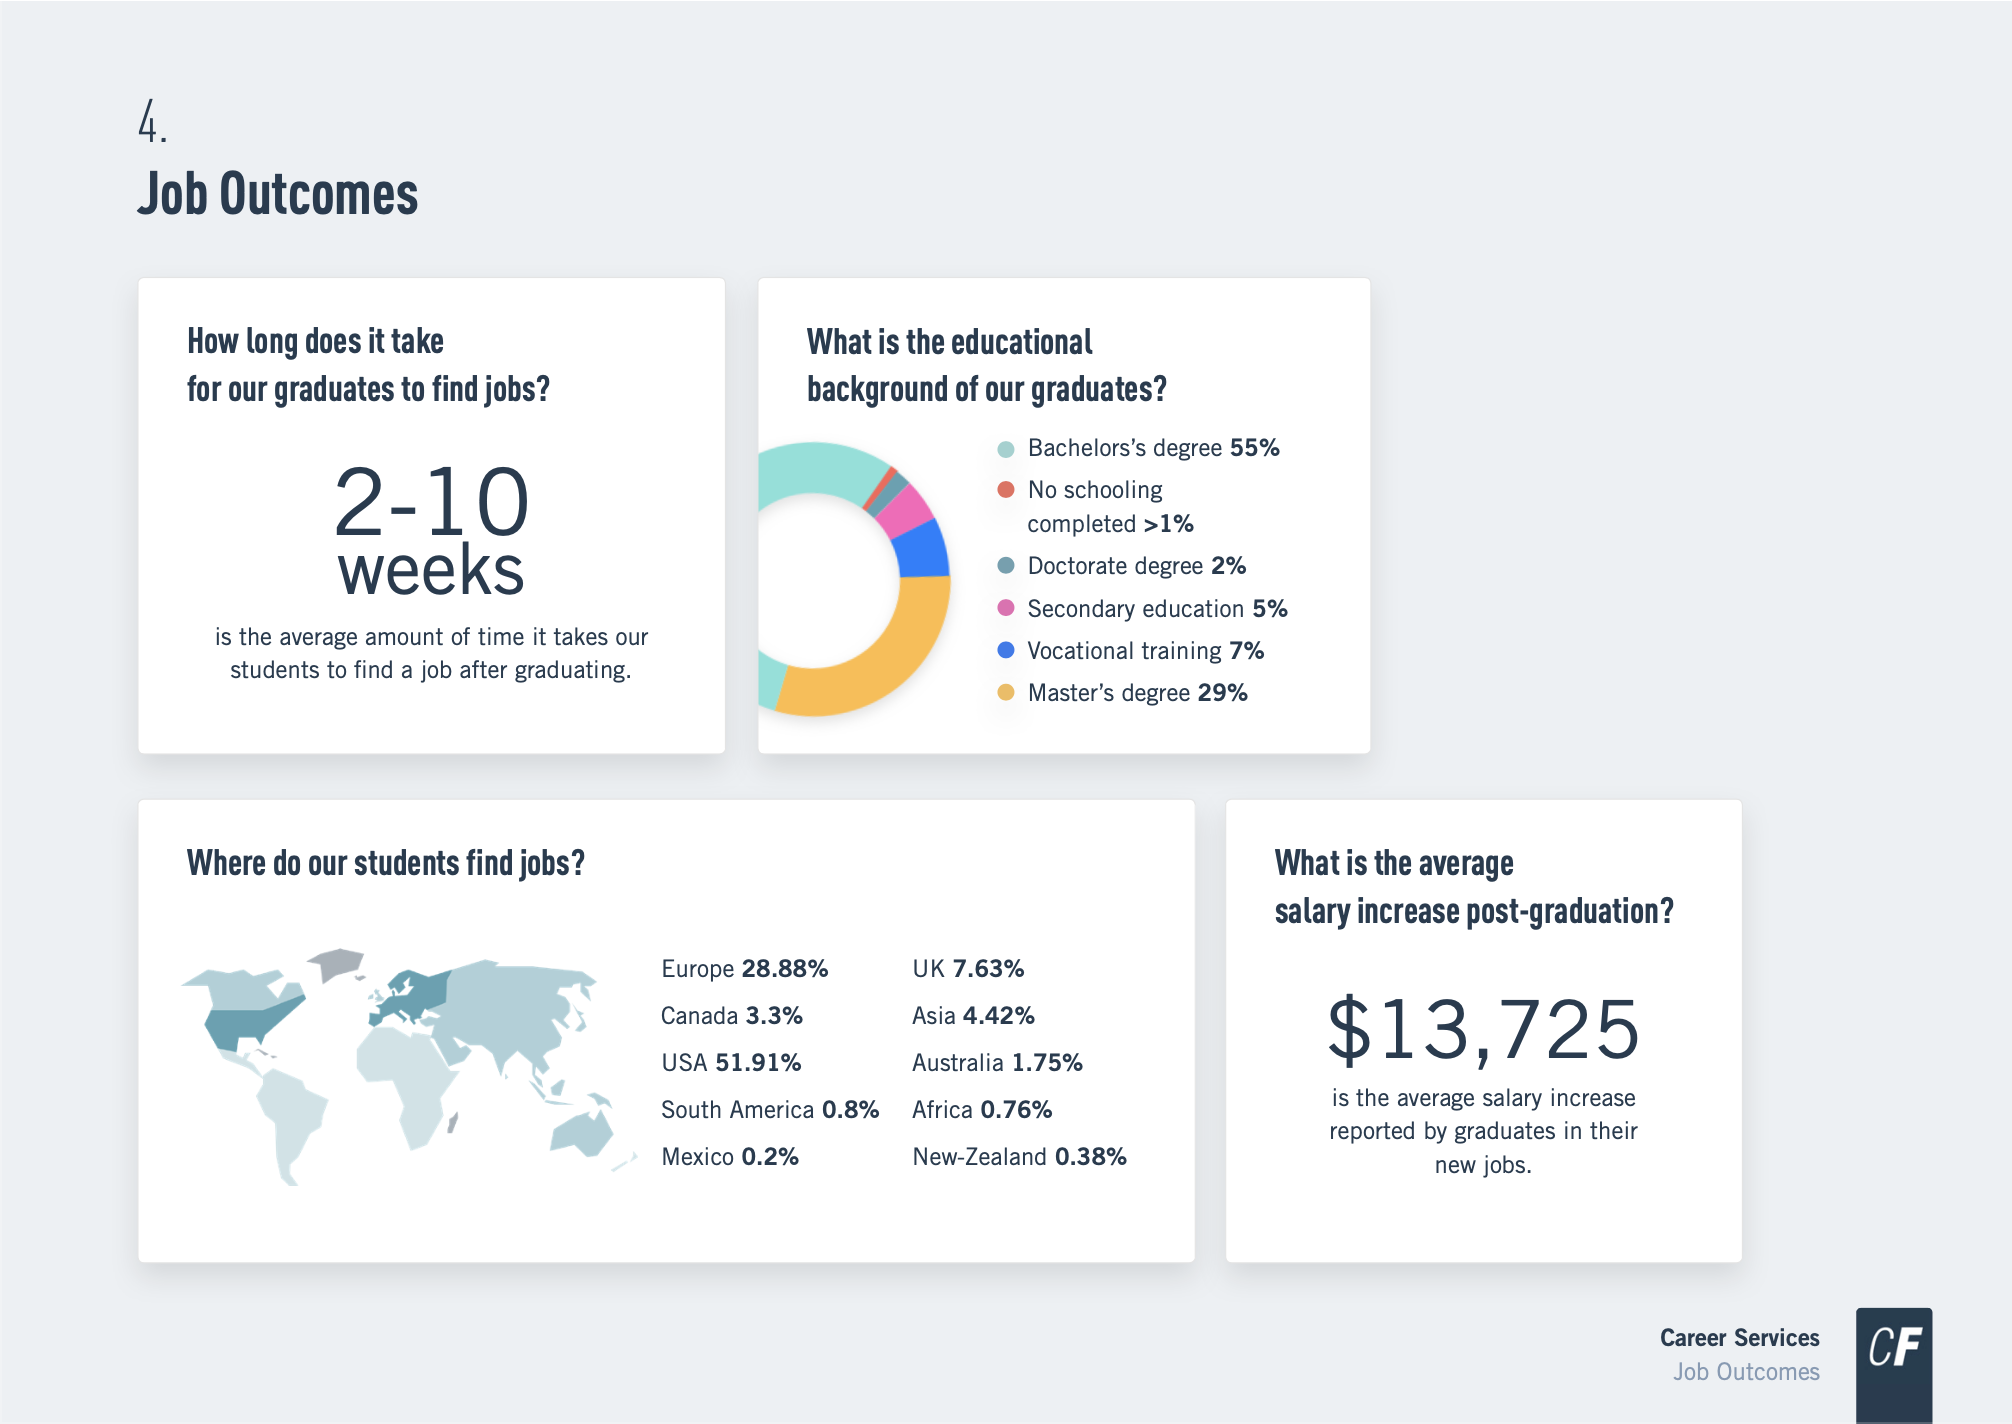 4.
Job Outcomes
How long does it take
for our graduates to find jobs?
2-10
weeks
is the average amount of time it takes our
students to find a job after graduating.
What is the educational
background of our graduates?
Bachelors’s degree 55%
No schooling
completed >1%
Doctorate degree 2%
Secondary education 5%
Vocational training 7%
Master’s degree 29%
Where do our students find jobs?
Europe 28.88%
Canada 3.3%
USA 51.91%
South America 0.8%
Mexico 0.2%
UK 7.63%
Asia 4.42%
Australia 1.75%
Africa 0.76%
New-Zealand 0.38%
What is the average
salary increase post-graduation?
$13,725
is the average salary increase
reported by graduates in their
new jobs.
Career Services
Job Outcomes
CF